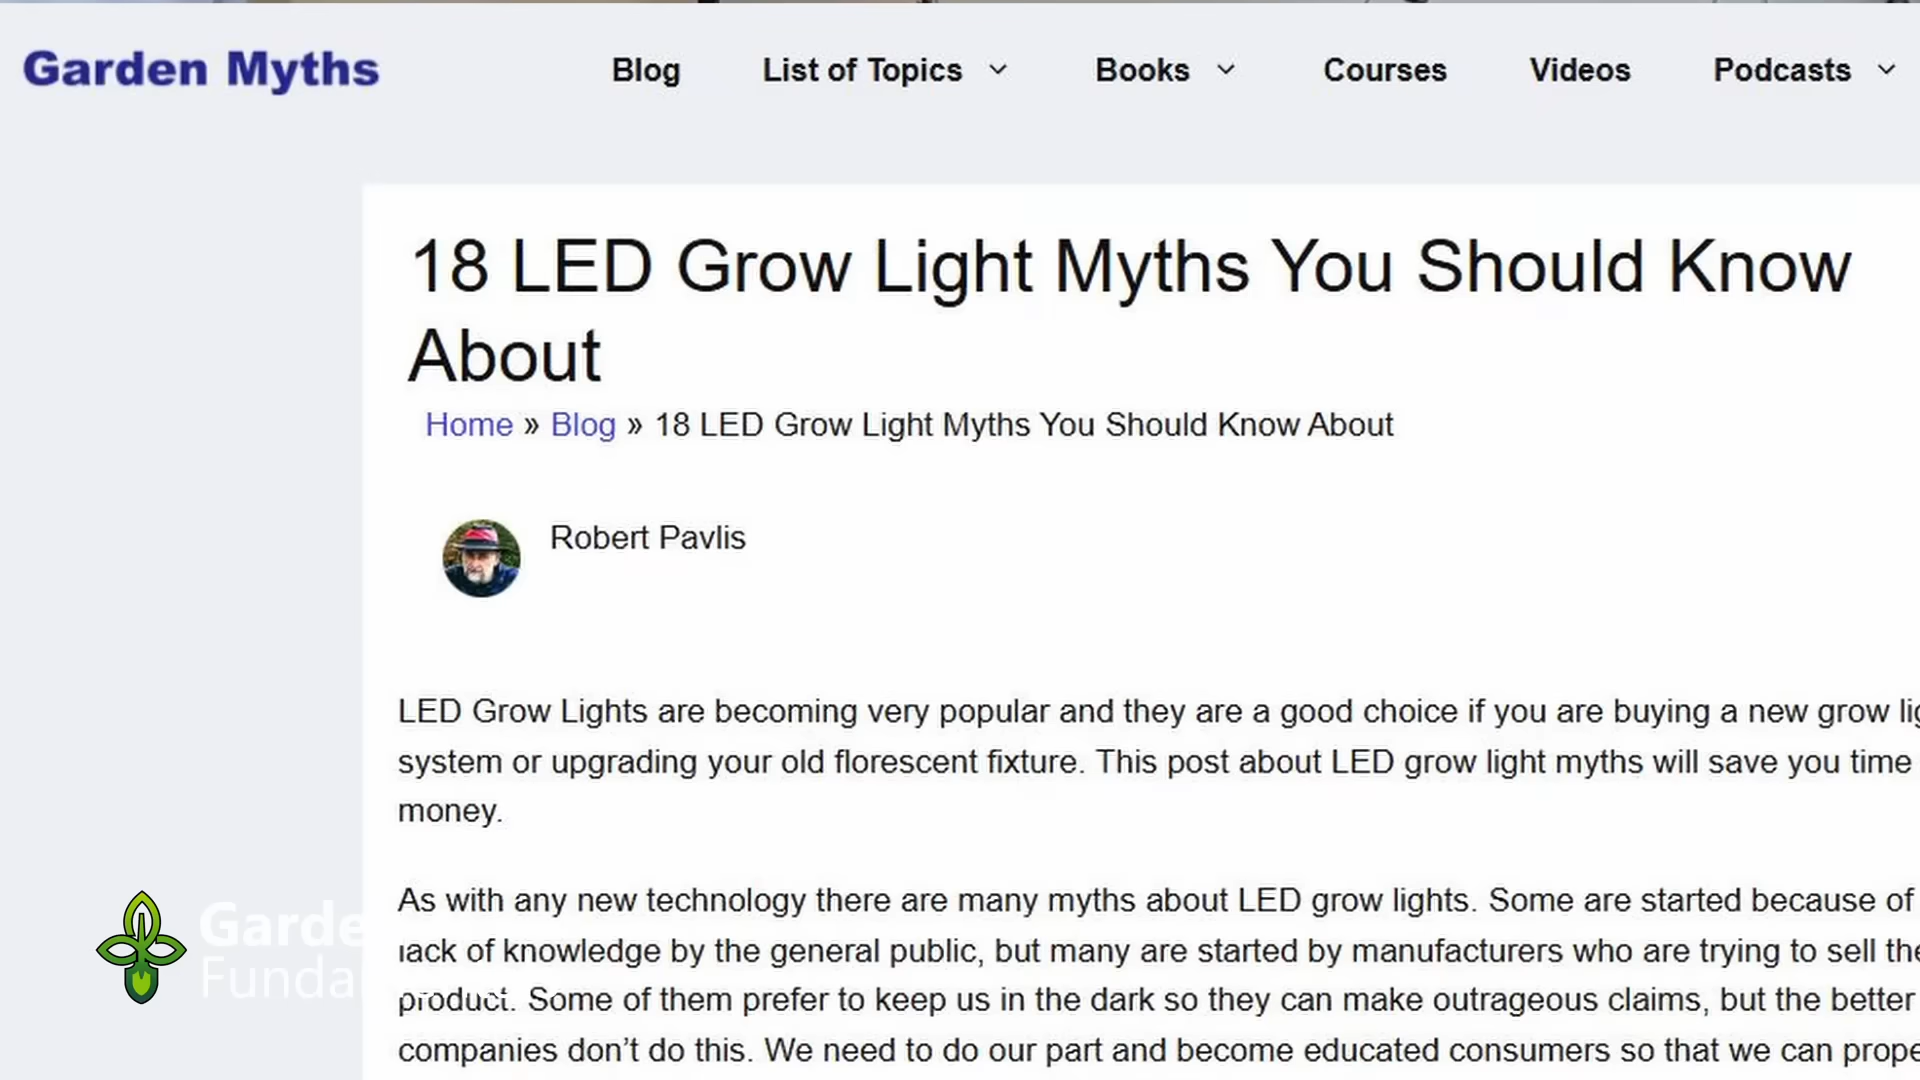 Garden Myths
Blog
List of Topics
Books
Courses
Videos
Podcasts
18 LED Grow Light Myths You Should Know
About
Home » Blog » 18 LED Grow Light Myths You Should Know About
Robert Pavlis
LED Grow Lights are becoming very popular and they are a good choice if you are buying a new grow lig
system or upgrading your old florescent fixture. This post about LED grow light myths will save you time
money.
As with any new technology there are many myths about LED grow lights. Some are started because of
lack of knowledge by the general public, but many are started by manufacturers who are trying to sell the
product. Some of them prefer to keep us in the dark so they can make outrageous claims, but the better
companies don't do this. We need to do our part and become educated consumers so that we can prope
Garde
Funda